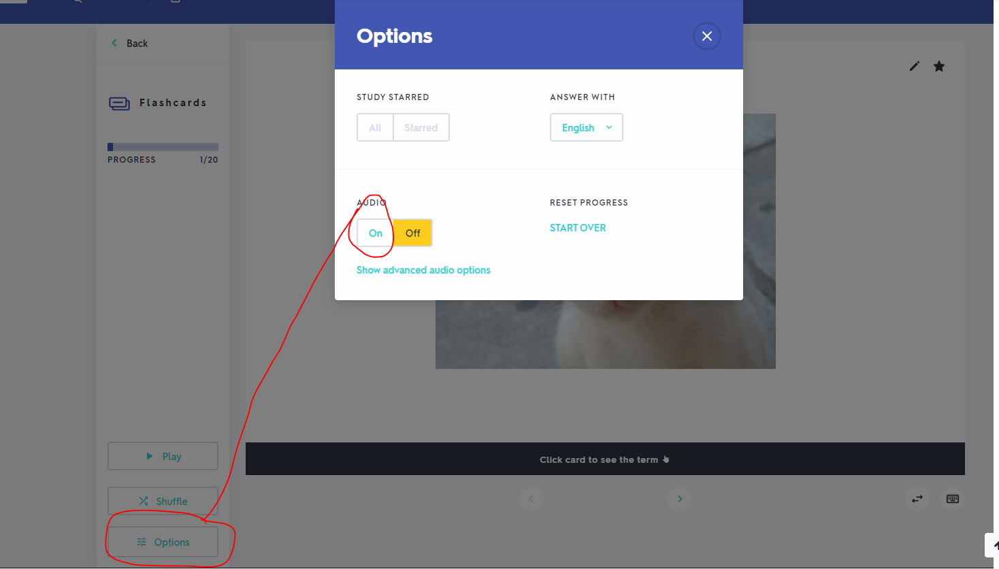 Options
Back
STUDY STARRED
ANSWER WITH
Flashcards
All Starred
English
PROGRESS 1/20
AUDIO
RESET PROGRESS
On Off
START OVER
Show advanced audio options
Play
Click card to see the term
Shuffle
Options